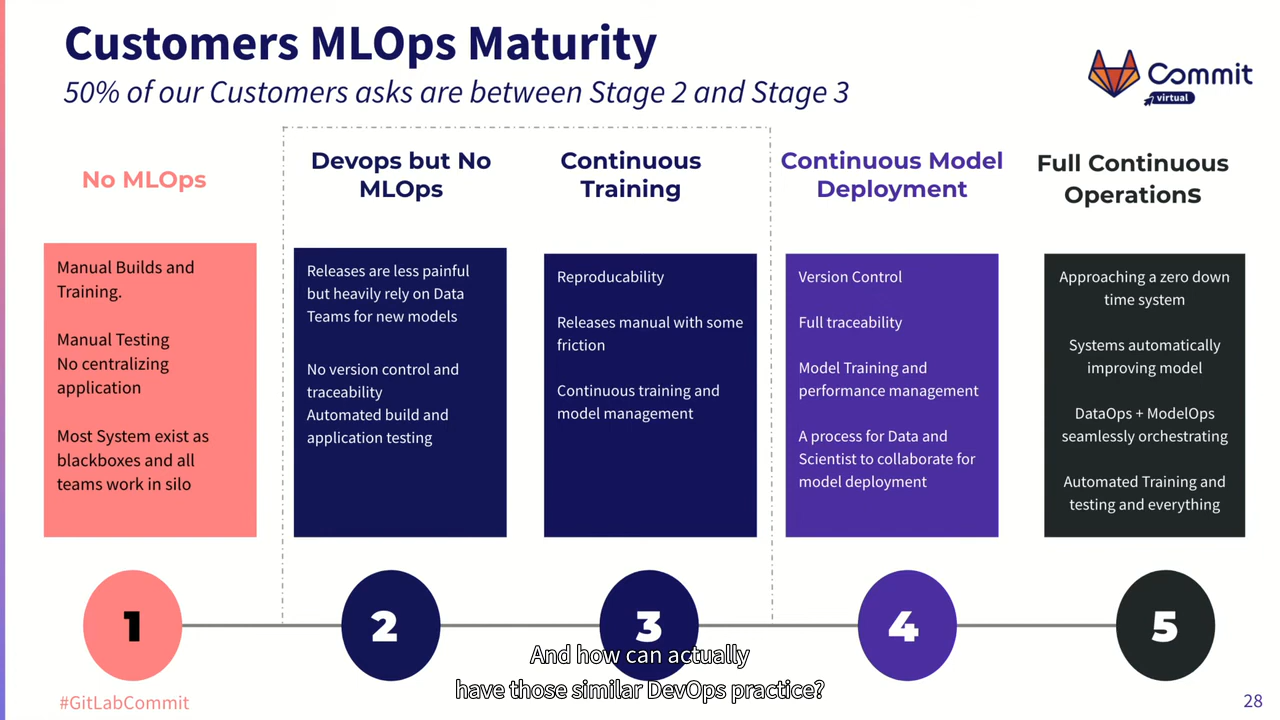 Customers MLOps Maturity
50% of our Customers asks are between Stage 2 and Stage 3
Commit
virtual
No MLOps
Manual Builds and
Training.
Manual Testing
No centralizing
application
Most System exist as
blackboxes and all
teams work in silo
1
Devops but No
MLOps
Releases are less painful
but heavily rely on Data
Teams for new models
No version control and
traceability
Automated build and
application testing
2
Continuous
Training
Reproducability
Releases manual with some
friction
Continuous training and
model management
3
Continuous Model
Deployment
Version Control
Full traceability
Model Training and
performance management
A process for Data and
Scientist to collaborate for
model deployment
4
Full Continuous
Operations
Approaching a zero down
time system
Systems automatically
improving model
DataOps + ModelOps
seamlessly orchestrating
Automated Training and
testing and everything
5
And how can actually
have those similar DevOps practice?
#GitLabCommit
28